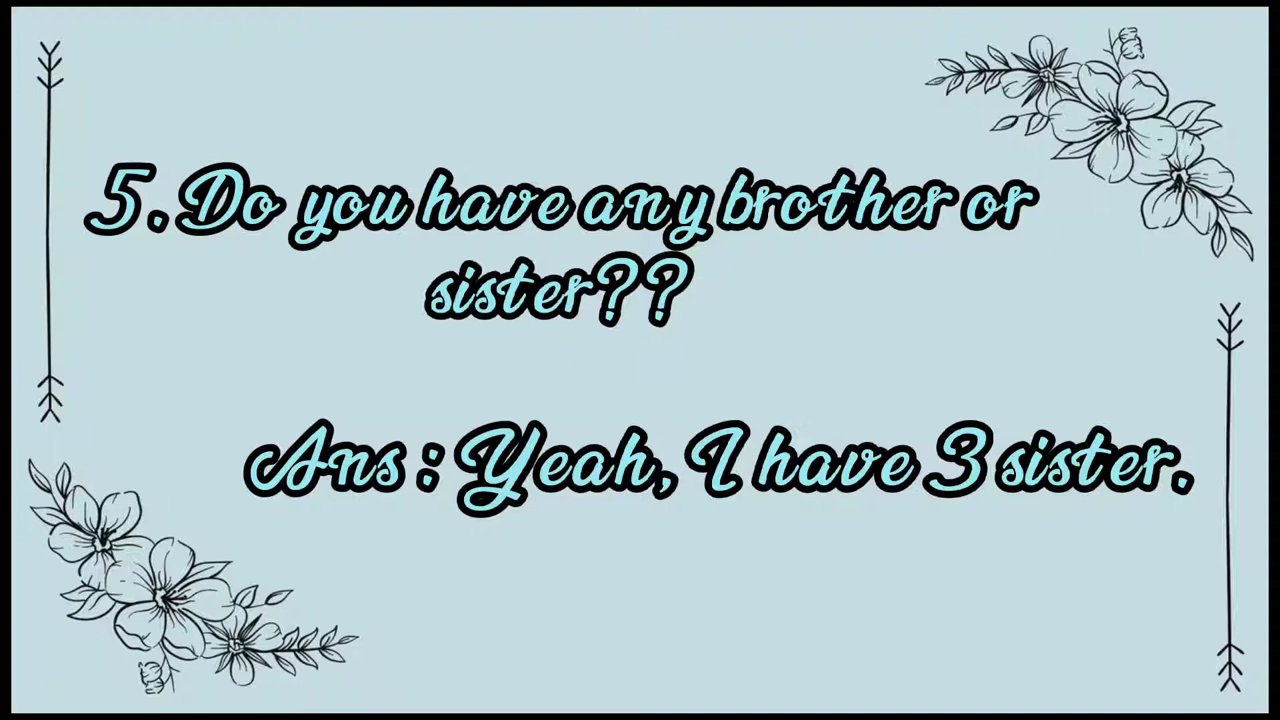 5. Do you have any brother or
sister??
Ans : Yeah, I have 3 sister.